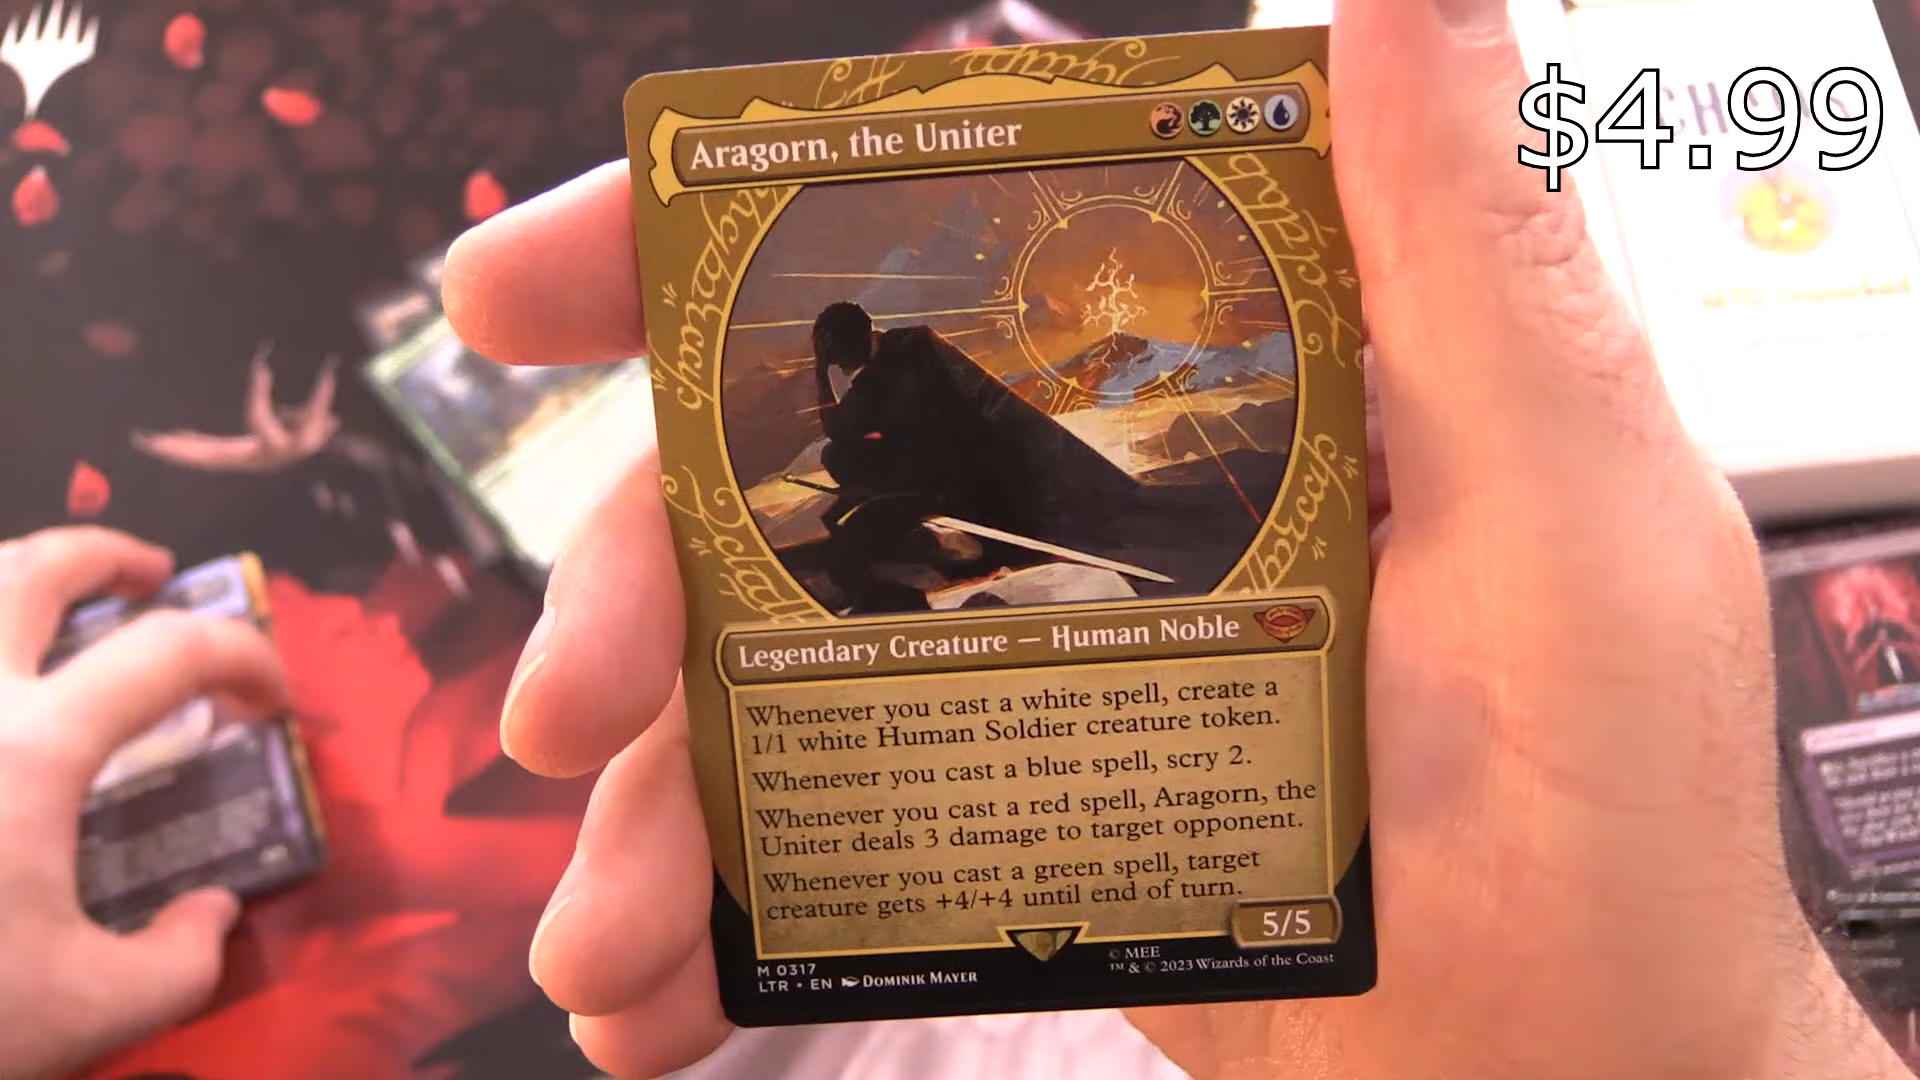 $4.99
Aragorn, the Uniter
Legendary Creature — Human Noble
Whenever you cast a white spell, create a
1/1 white Human Soldier creature token.
Whenever you cast a blue spell, scry 2.
Whenever you cast a red spell, Aragorn, the
Uniter deals 3 damage to target opponent.
Whenever you cast a green spell, target
creature gets +4/+4 until end of turn.
5/5
M 0317
LTR • EN DOMINIK MAYER
© MEE
™ & © 2023 Wizards of the Coast